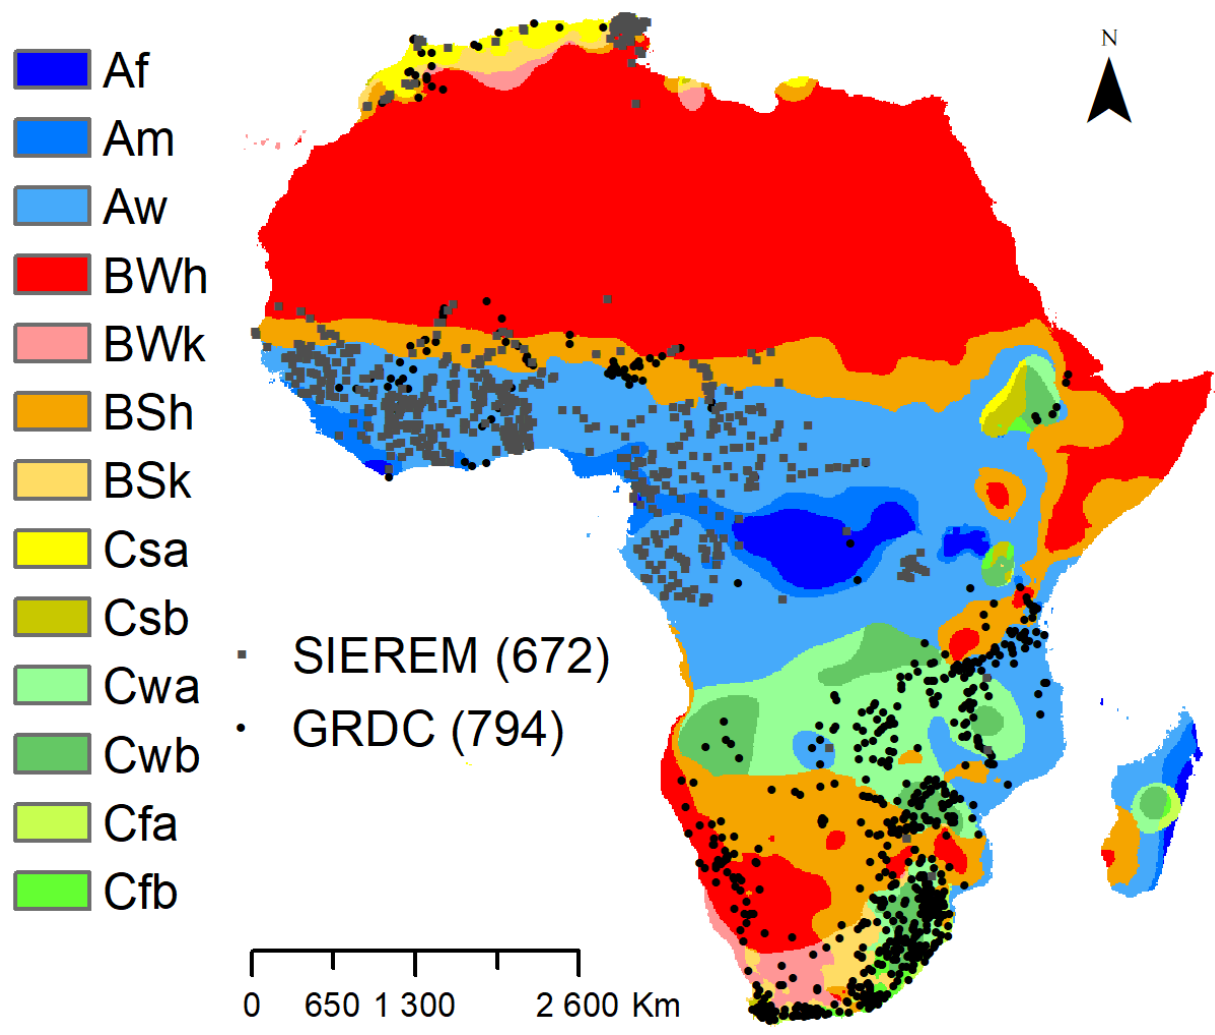 N
Af
Am
Aw
BWh
BWk
BSh
BSk
Csa
Csb
Cwa
Cwb
Cfa
Cfb
SIEREM (672)
GRDC (794)
0 650 1 300 2 600 Km